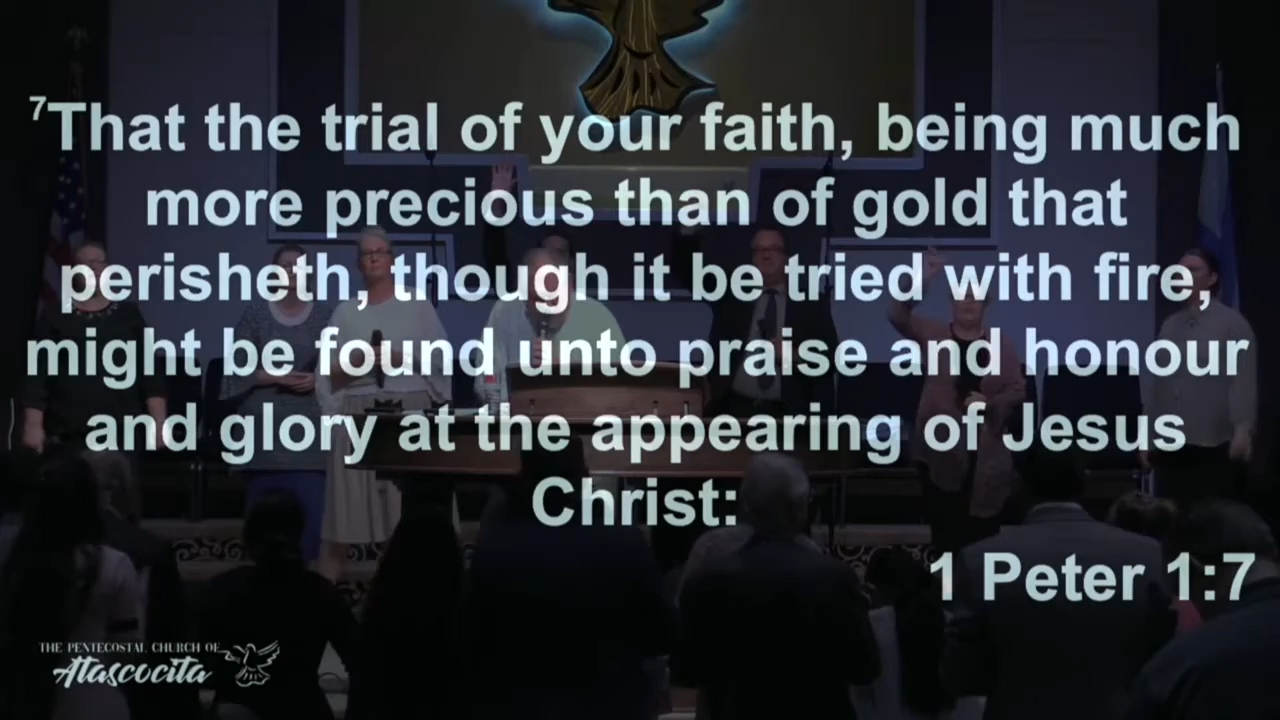 7That the trial of your faith, being much
more precious than of gold that
perisheth, though it be tried with fire,
might be found unto praise and honour
and glory at the appearing of Jesus
Christ:
1 Peter 1:7
THE PENTECOSTAL CHURCH OF
Atascocita